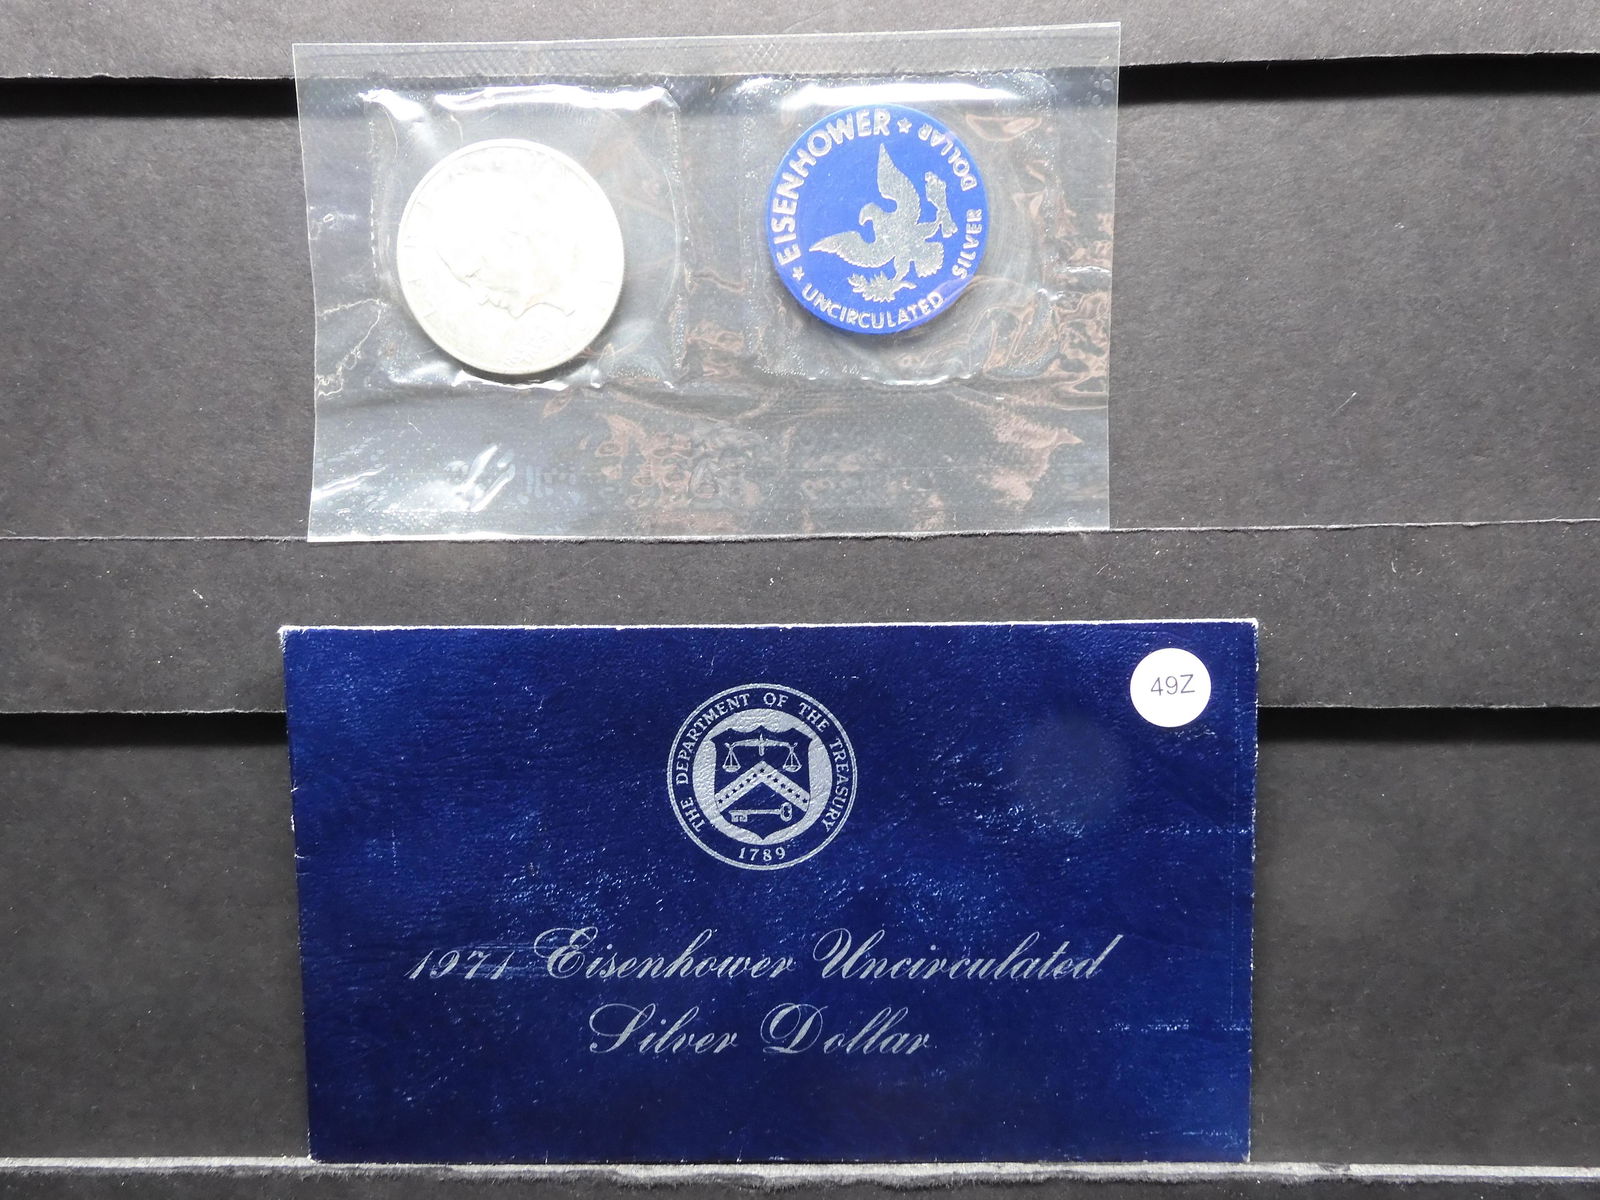 ★ EISENHOWER ★
UNCIRCULATED SILVER DOLLAR
49Z
THE DEPARTMENT OF THE TREASURY
1789
1971 Eisenhower Uncirculated
Silver Dollar